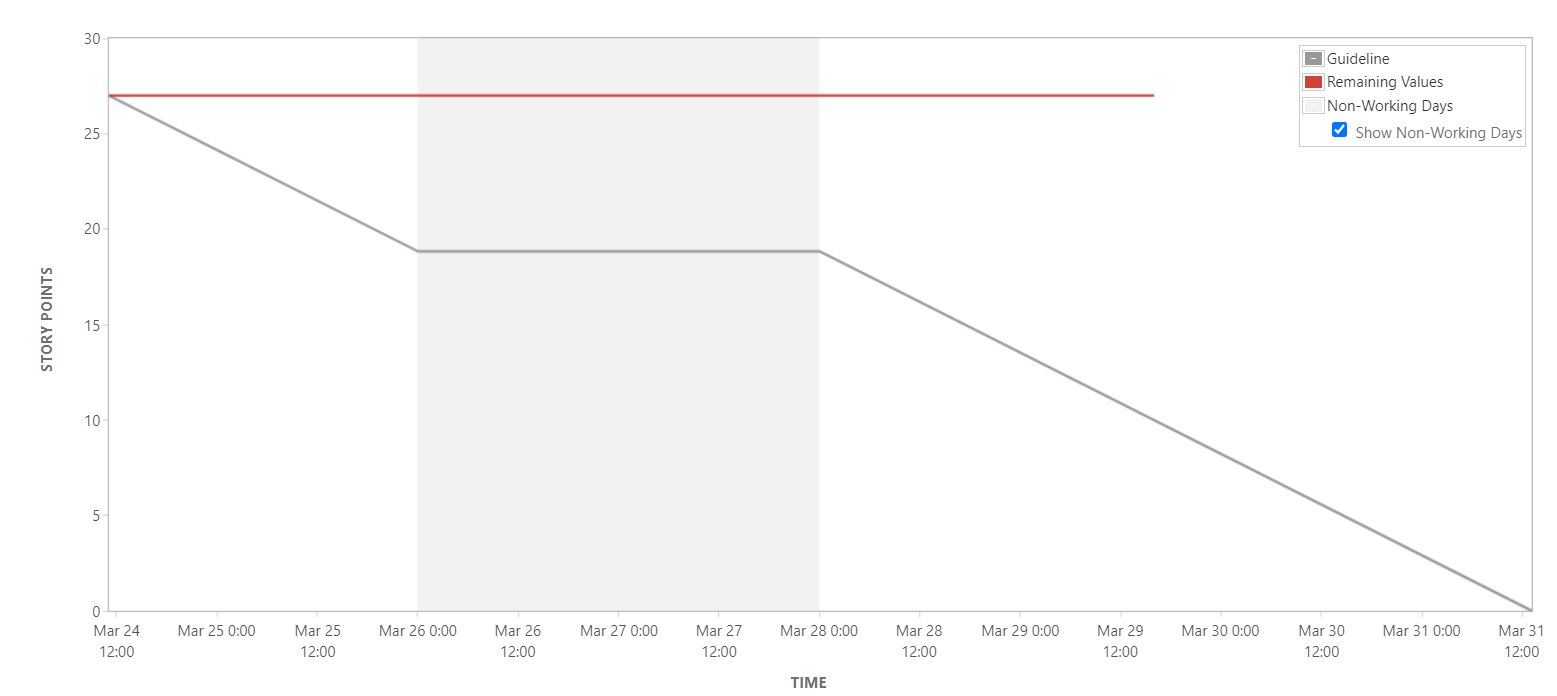 30
25
20
15
10
5
0
STORY POINTS
Guideline
Remaining Values
Non-Working Days
Show Non-Working Days
Mar 24 12:00
Mar 25 0:00
Mar 25 12:00
Mar 26 0:00
Mar 26 12:00
Mar 27 0:00
Mar 27 12:00
Mar 28 0:00
Mar 28 12:00
Mar 29 0:00
Mar 29 12:00
Mar 30 0:00
Mar 30 12:00
Mar 31 0:00
Mar 31 12:00
TIME